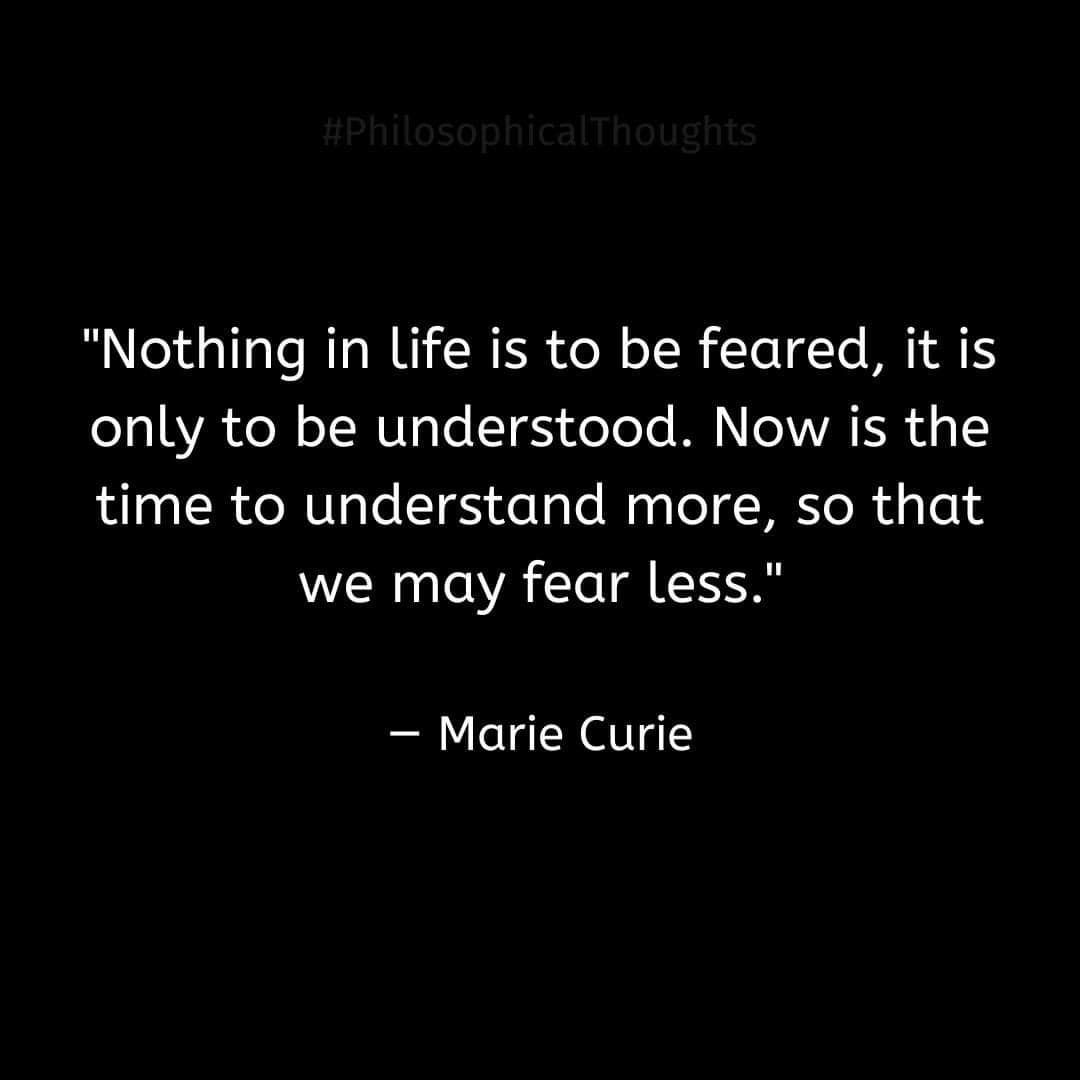 #PhilosophicalThoughts
"Nothing in life is to be feared, it is
only to be understood. Now is the
time to understand more, so that
we may fear less."
— Marie Curie